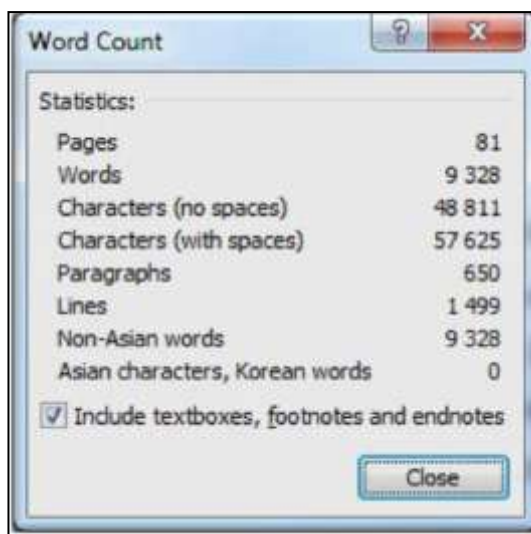 Word Count
Statistics:
Pages 81
Words 9 328
Characters (no spaces) 48 811
Characters (with spaces) 57 625
Paragraphs 650
Lines 1 499
Non-Asian words 9 328
Asian characters, Korean words 0
Include textboxes, footnotes and endnotes
Close